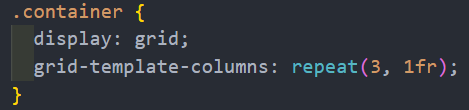 .container {
  display: grid;
  grid-template-columns: repeat(3, 1fr);
}